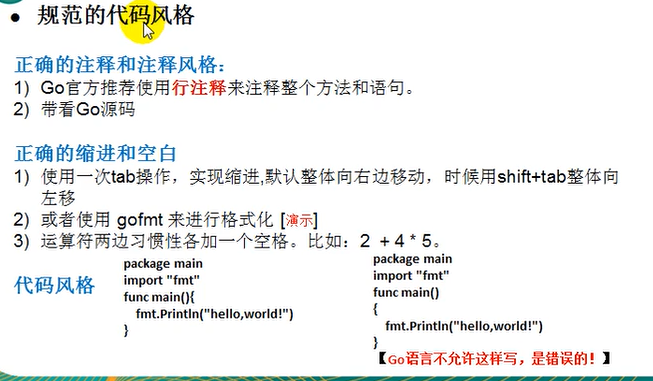 ● 规范的代码风格
正确的注释和注释风格：
1) Go官方推荐使用行注释来注释整个方法和语句。
2) 带看Go源码
正确的缩进和空白
1) 使用一次tab操作，实现缩进,默认整体向右边移动，时候用shift+tab整体向
左移
2) 或者使用 gofmt 来进行格式化 [演示]
3) 运算符两边习惯性各加一个空格。比如：2 + 4 * 5。
代码风格
package main
import "fmt"
func main(){
fmt.Println("hello,world!")
}
package main
import "fmt"
func main()
{
fmt.Println("hello,world!")
}
【Go语言不允许这样写，是错误的！】